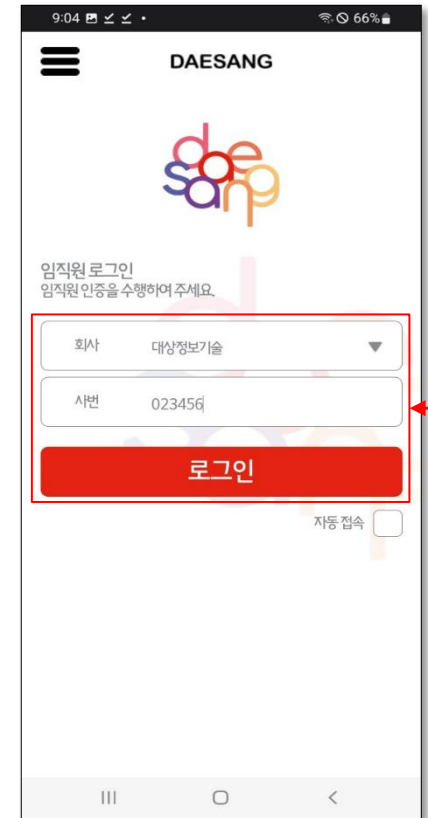 9:04
66%
DAESANG
daesang
임직원 로그인
임직원 인증을 수행하여 주세요.
회사 대상정보기술
사번 023456
로그인
자동 접속